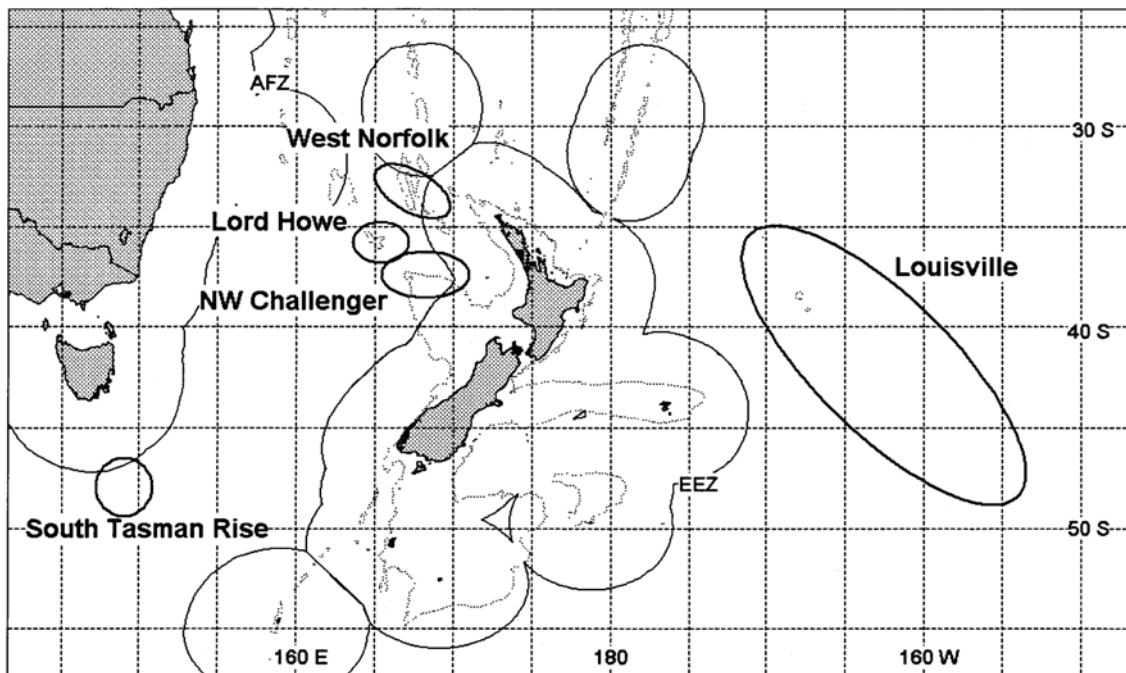 AFZ
West Norfolk
30 S
Lord Howe
Louisville
NW Challenger
40 S
EEZ
South Tasman Rise
50 S
160 E
180
160 W